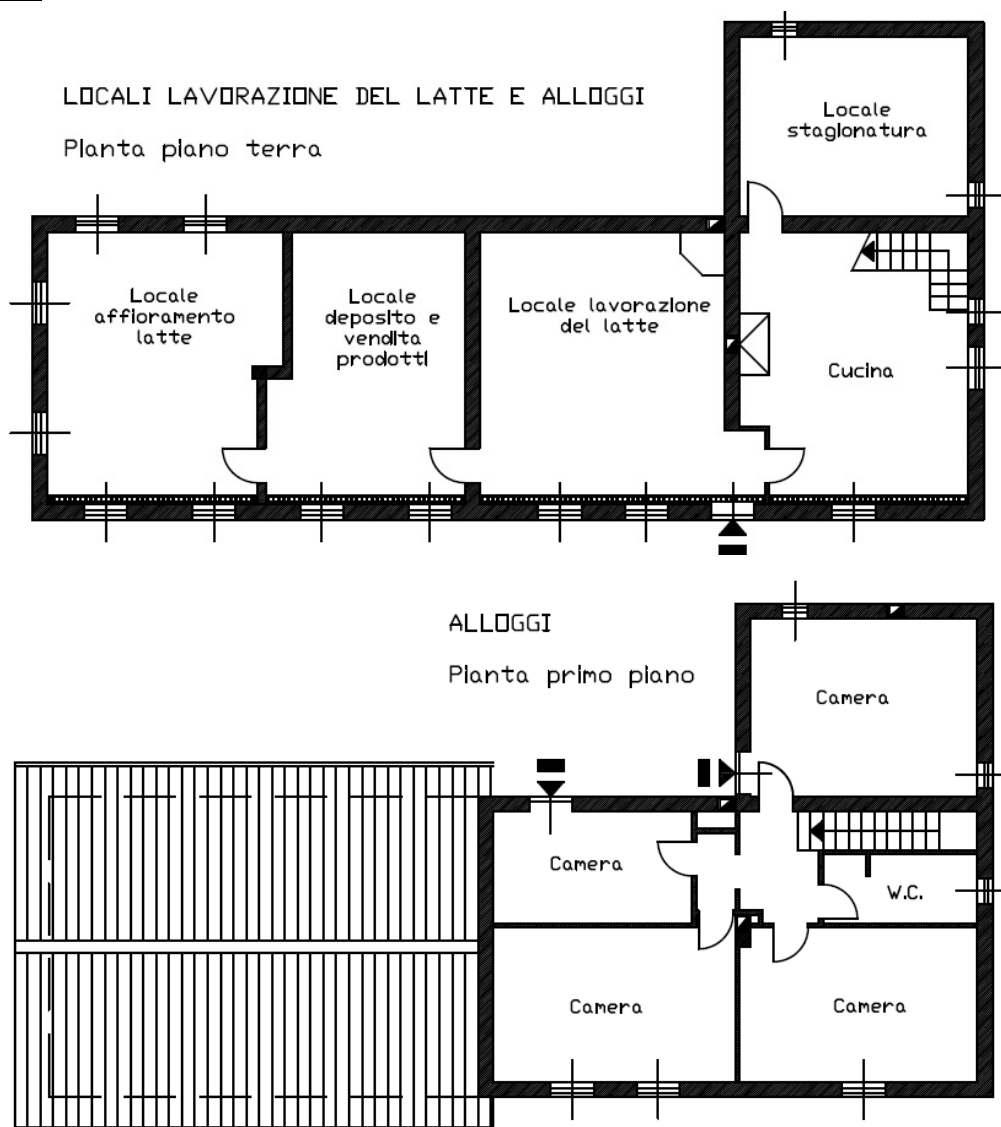 LOCALI LAVORAZIONE DEL LATTE E ALLOGGI
Pianta piano terra
Locale
stagionatura
Locale
affioramento
latte
Locale
deposito e
vendita
prodotti
Locale lavorazione
del latte
Cucina
ALLOGGI
Pianta primo piano
Camera
Camera
W.C.
Camera
Camera